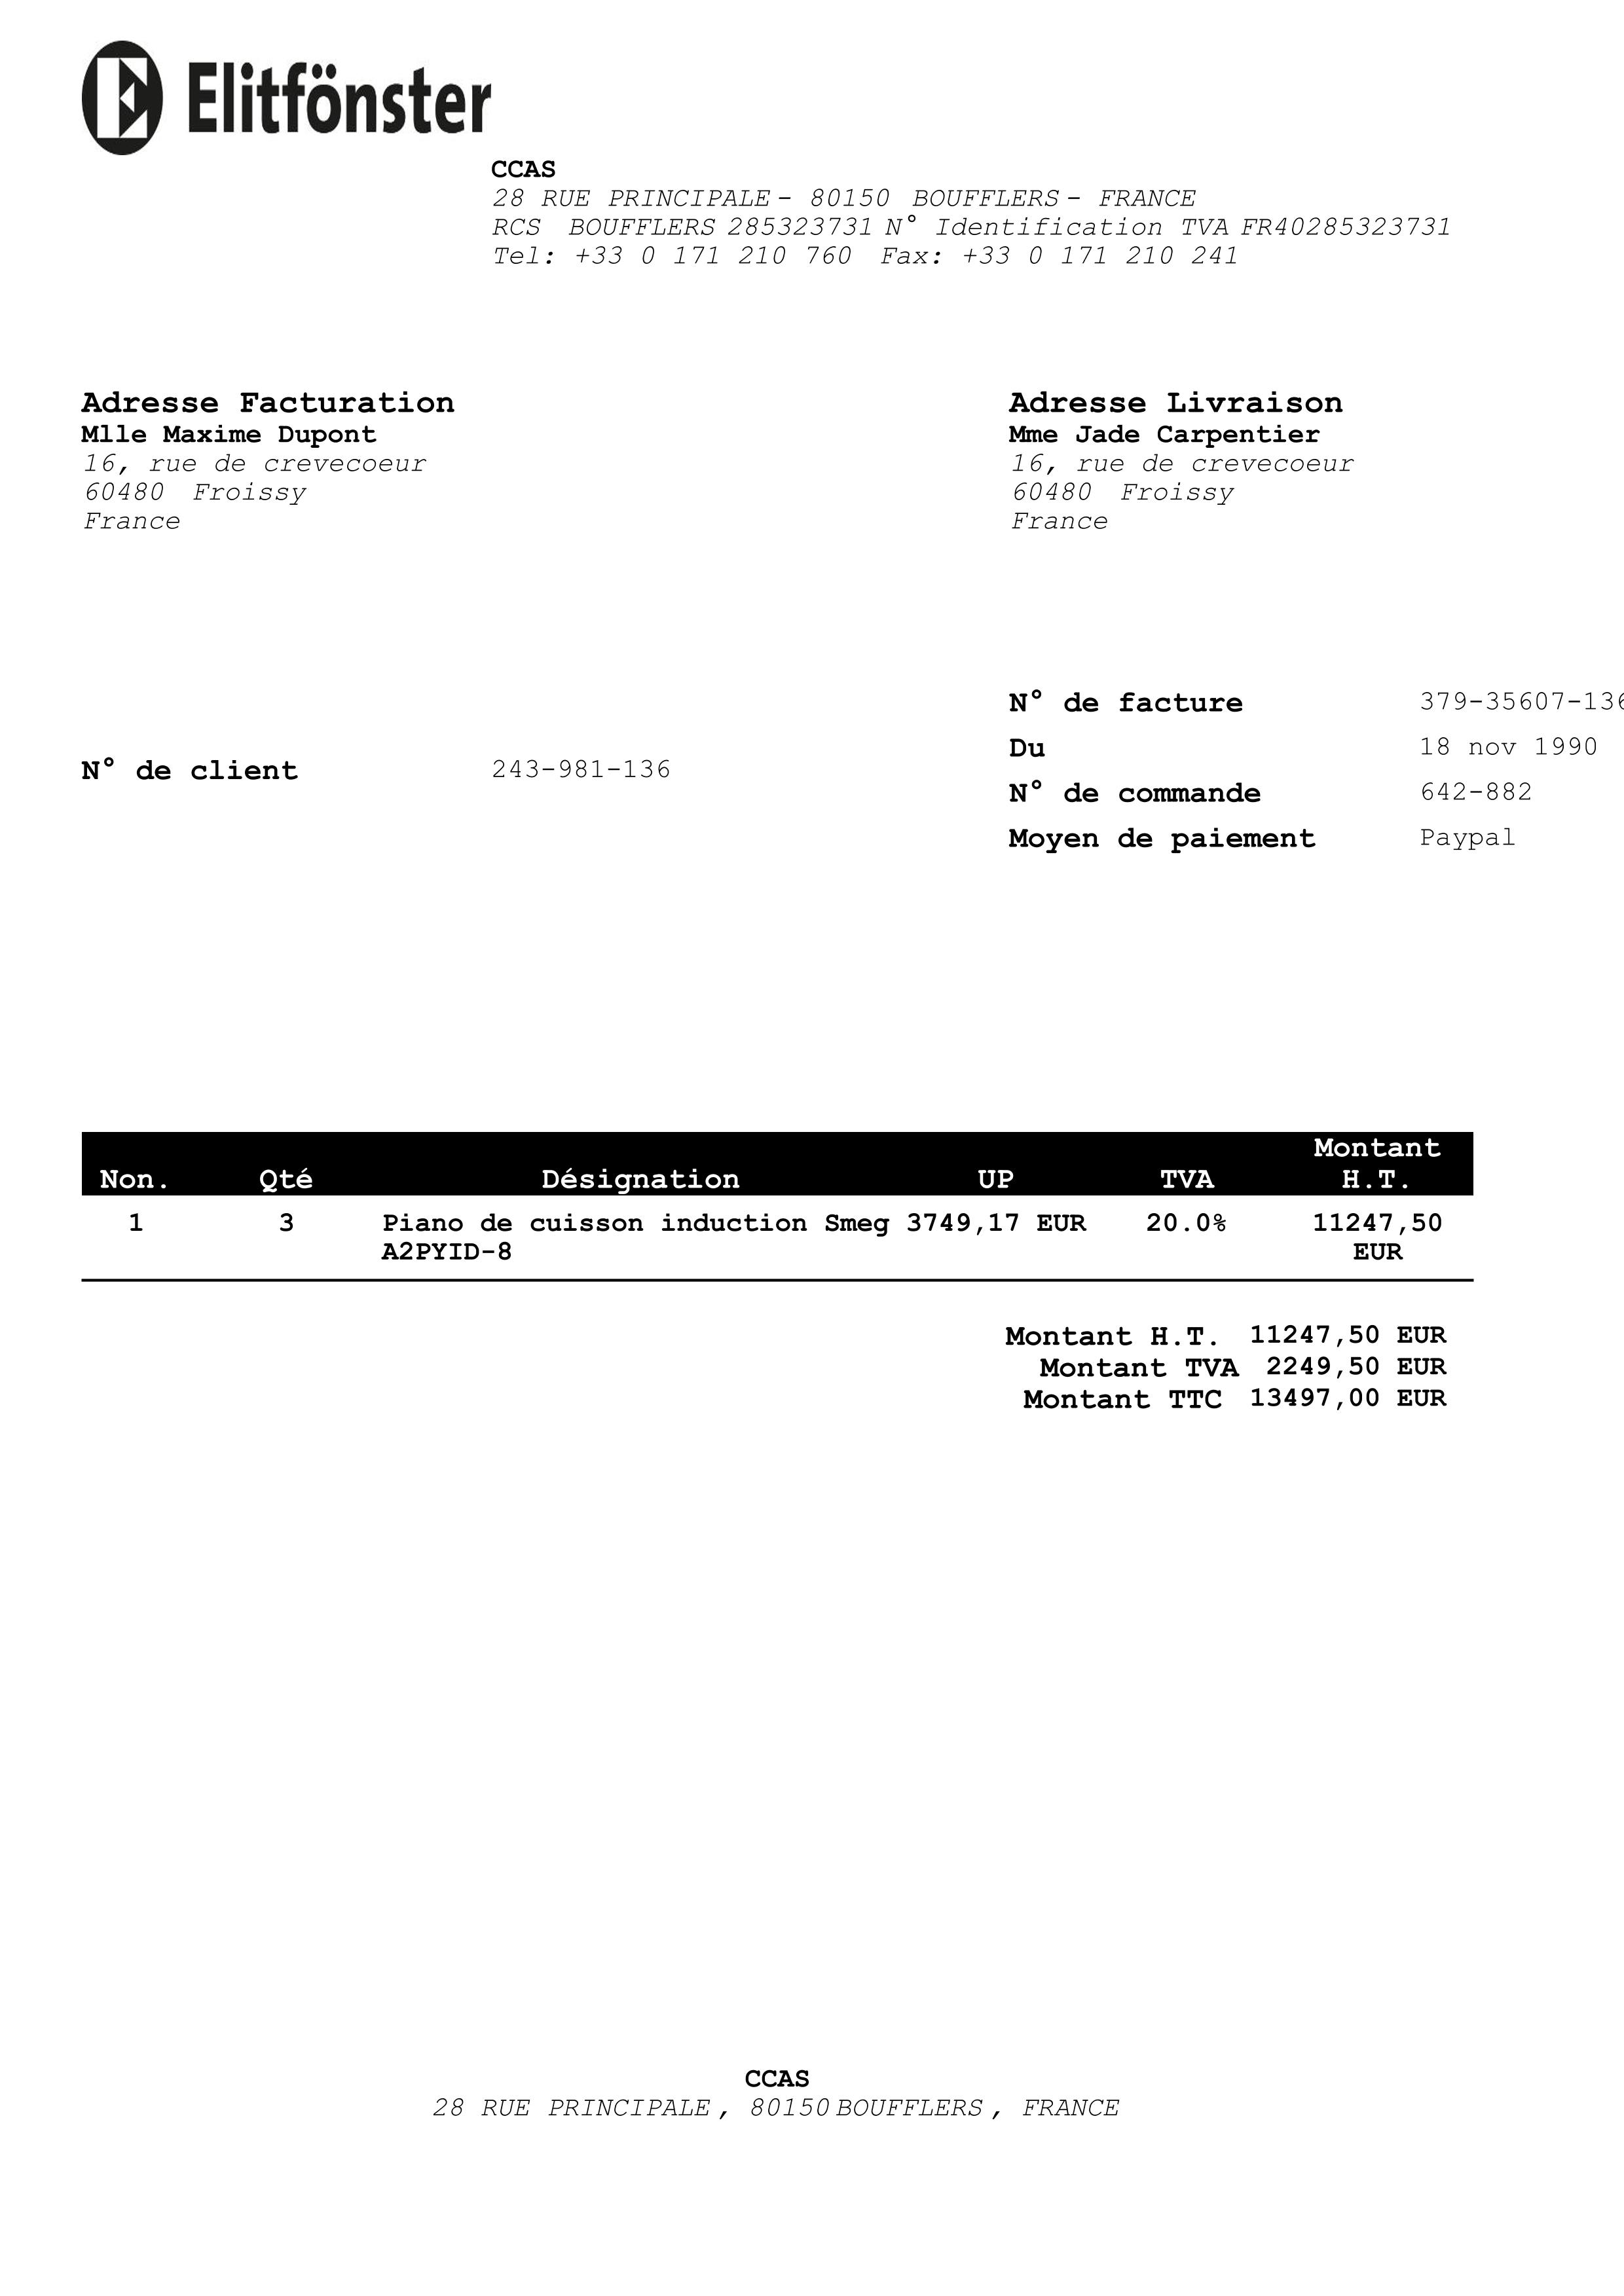 Elitfönster
CCAS
28 RUE PRINCIPALE - 80150 BOUFFLERS - FRANCE
RCS BOUFFLERS 285323731 N° Identification TVA FR40285323731
Tel: +33 0 171 210 760 Fax: +33 0 171 210 241
Adresse Facturation
Mlle Maxime Dupont
16, rue de crevecoeur
60480 Froissy
France
Adresse Livraison
Mme Jade Carpentier
16, rue de crevecoeur
60480 Froissy
France
N° de client 243-981-136
N° de facture 379-35607-136
Du 18 nov 1990
N° de commande 642-882
Moyen de paiement Paypal
Non. Qté Désignation UP TVA Montant H.T.
1 3 Piano de cuisson induction Smeg 3749,17 EUR 20.0% 11247,50
A2PYID-8 EUR
Montant H.T. 11247,50 EUR
Montant TVA 2249,50 EUR
Montant TTC 13497,00 EUR
CCAS
28 RUE PRINCIPALE , 80150 BOUFFLERS , FRANCE